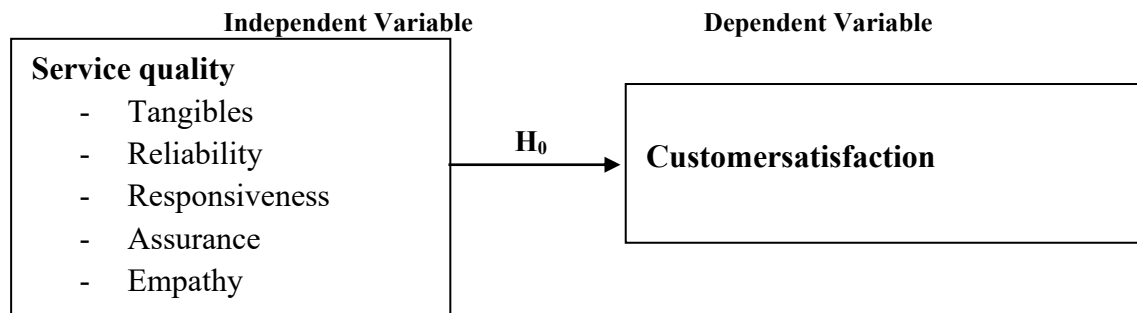 Independent Variable
Dependent Variable
Service quality
- Tangibles
- Reliability
- Responsiveness
- Assurance
- Empathy
H₀
Customersatisfaction